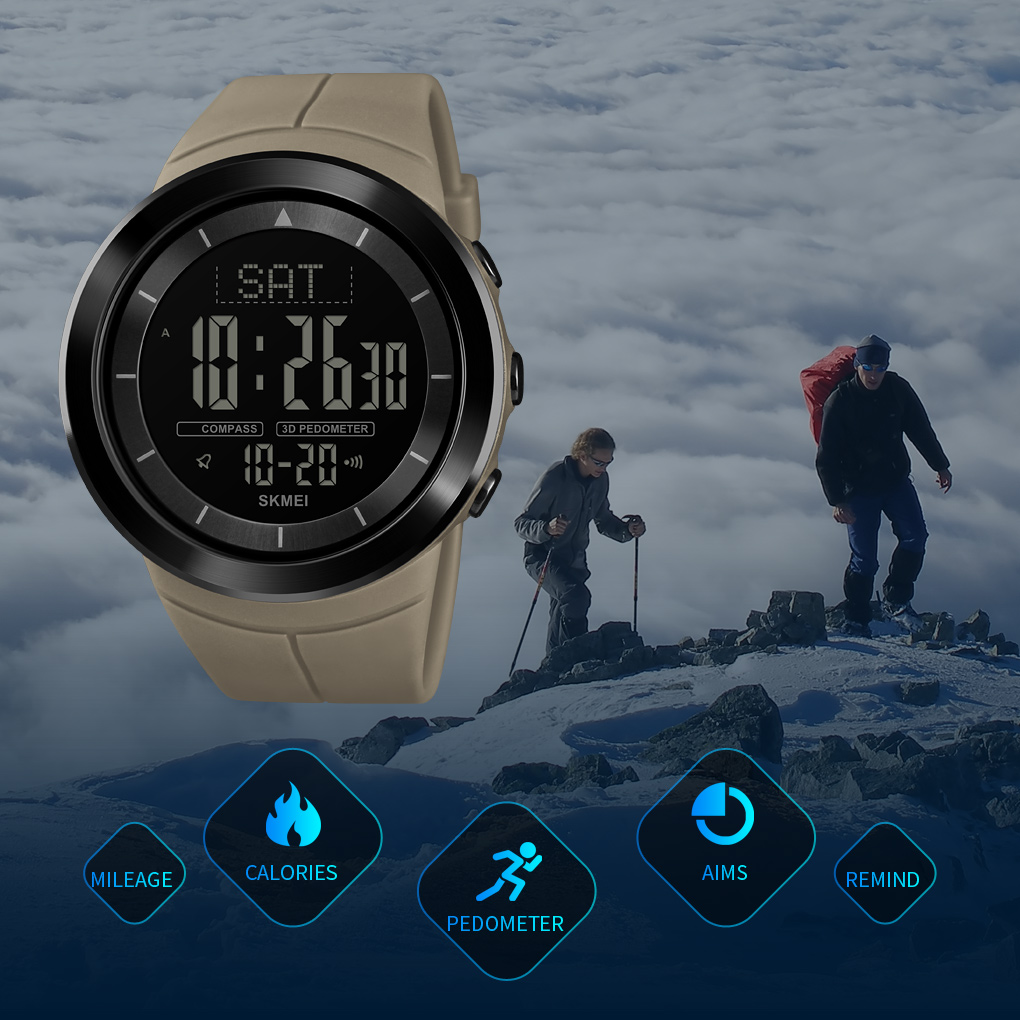 SAT
A
10:26 30
COMPASS 3D PEDOMETER
10-20
SKMEI
CALORIES
AIMS
MILEAGE
REMIND
PEDOMETER